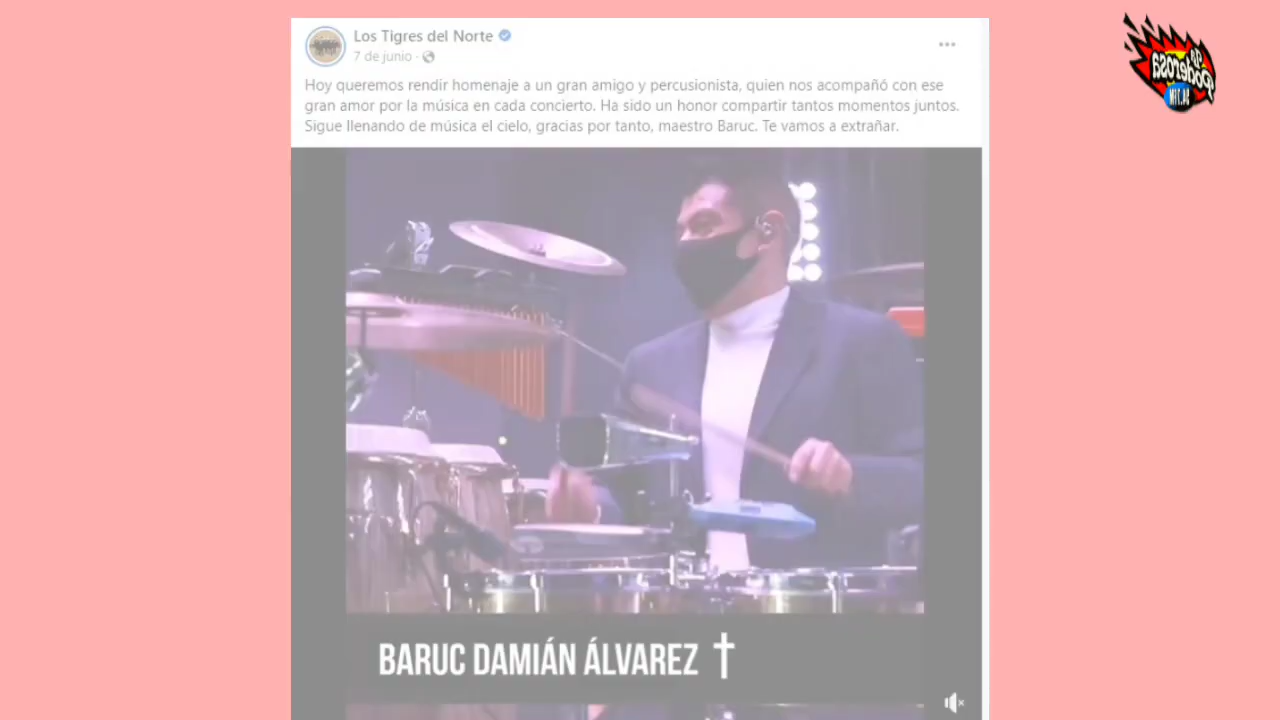 Los Tigres del Norte
7 de junio ·
Hoy queremos rendir homenaje a un gran amigo y percusionista, quien nos acompañó con ese
gran amor por la música en cada concierto. Ha sido un honor compartir tantos momentos juntos.
Sigue llenando de música el cielo, gracias por tanto, maestro Baruc. Te vamos a extrañar.
BARUC DAMIÁN ÁLVAREZ
la
Poderosa